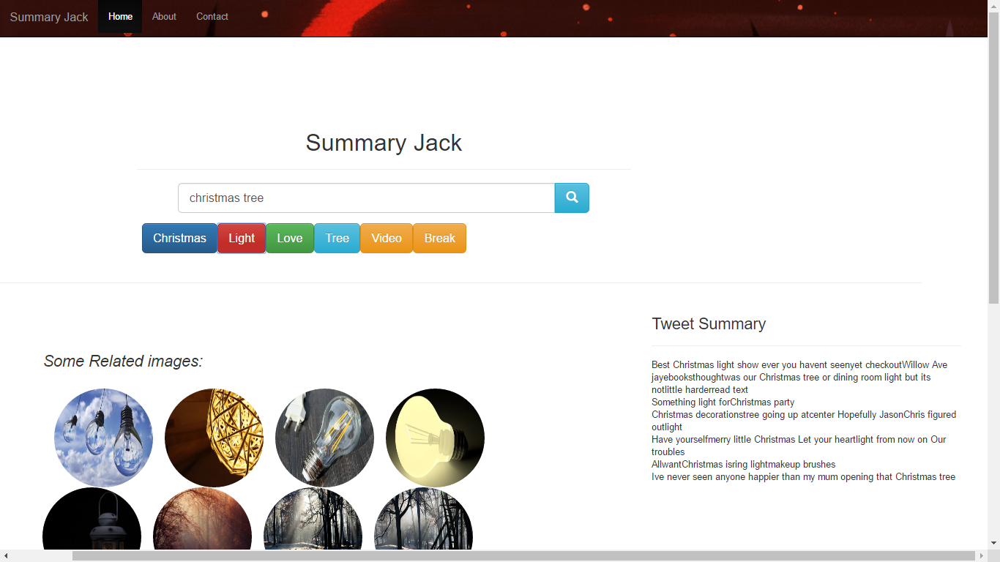 Summary Jack Home About Contact
Summary Jack
christmas tree
Christmas Light Love Tree Video Break
Some Related images:
Tweet Summary
Best Christmas light show ever you havent seenyet checkoutWillow Ave
jayebooksthoughtwas our Christmas tree or dining room light but its
notlittle harderread text
Something light forChristmas party
Christmas decorationstree going up atcenter Hopefully JasonChris figured
outlight
Have yourselfmerry little Christmas Let your heartlight from now on Our
troubles
AllwantChristmas isring lightmakeup brushes
Ive never seen anyone happier than my mum opening that Christmas tree